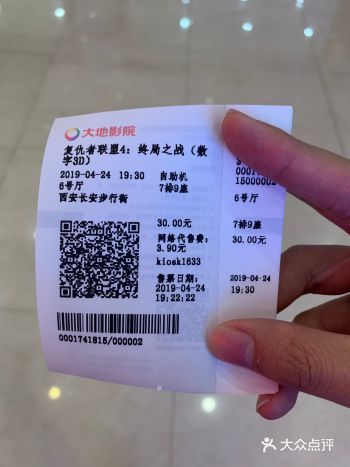 大地影院
复仇者联盟4：终局之战（数
字3D）
2019-04-24 19:30 自助机
6号厅 7排9座
西安长安步行街
30.00元
网络代售费：
3.90元
kiosk1633
售票日期：
2019-04-24
19:22:22
0001741815/000002
15000002
6号厅
7排9座
30.00元
2019-04-24
19:30
大众点评